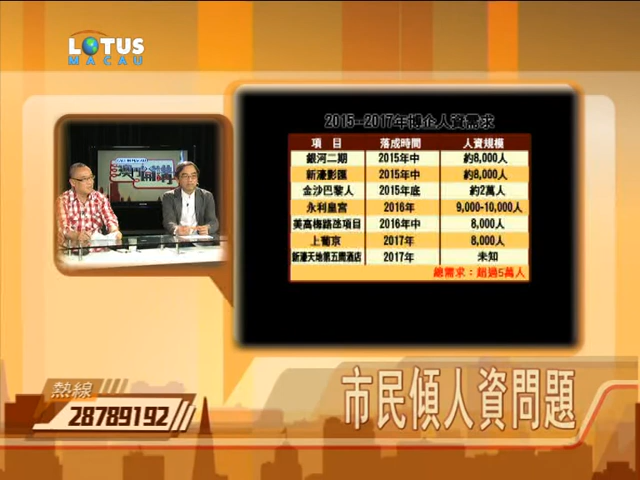 LOTUS
MACAU
2015--2017年博企人資需求
項 目 落成時間 人資規模
銀河二期 2015年中 約8,000人
新濠影匯 2015年中 約8,000人
金沙巴黎人 2015年底 約2萬人
永利皇宮 2016年 9,000-10,000人
美高梅路氹項目 2016年中 8,000人
上葡京 2017年 8,000人
新濠天地第五間酒店 2017年 未知
總需求：超過5萬人
熱線
28789192
市民傾人資問題